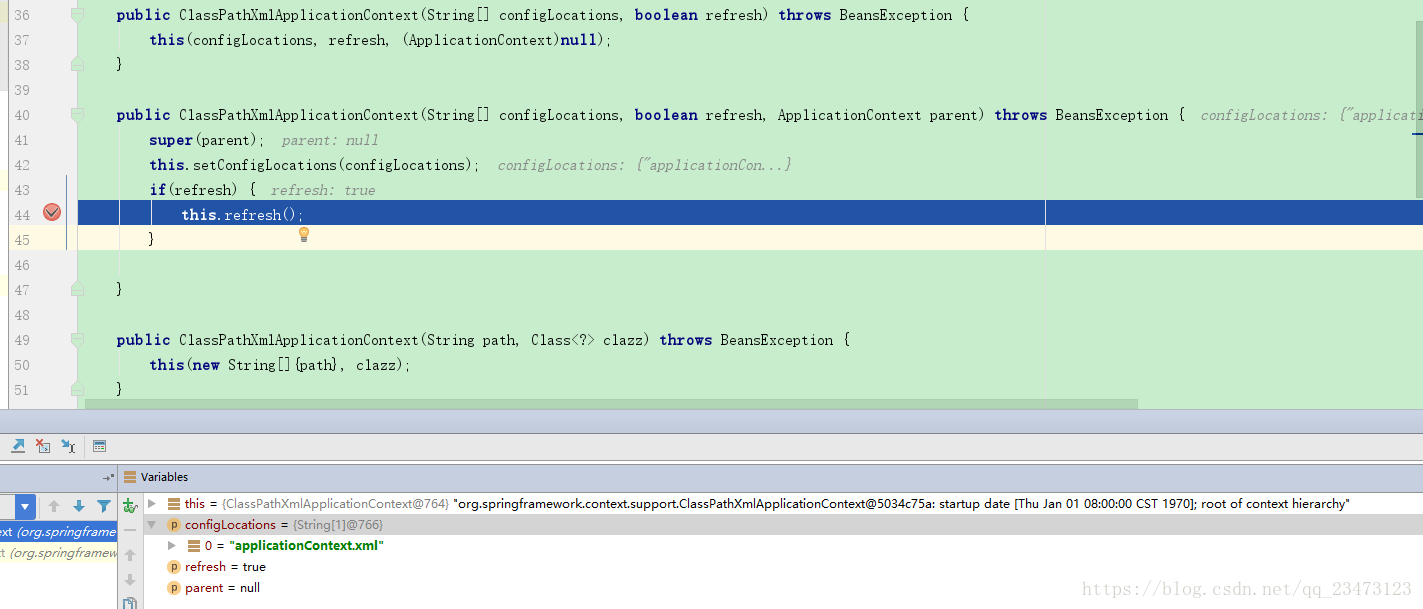 36 public ClassPathXmlApplicationContext(String[] configLocations, boolean refresh) throws BeansException {
37 this(configLocations, refresh, (ApplicationContext)null);
38 }
39
40 public ClassPathXmlApplicationContext(String[] configLocations, boolean refresh, ApplicationContext parent) throws BeansException { configLocations: {"applicati
41 super(parent); parent: null
42 this.setConfigLocations(configLocations); configLocations: {"applicationCon...}
43 if(refresh) { refresh: true
44 this.refresh();
45 }
46
47 }
48
49 public ClassPathXmlApplicationContext(String path, Class<?> clazz) throws BeansException {
50 this(new String[]{path}, clazz);
51 }
Variables
this = {ClassPathXmlApplicationContext@764} "org.springframework.context.support.ClassPathXmlApplicationContext@5034c75a: startup date [Thu Jan 01 08:00:00 CST 1970]; root of context hierarchy"
ext (org.springframe
configLocations = {String[1]@766}
t (org.springframew
0 = "applicationContext.xml"
refresh = true
parent = null
https://blog.csdn.net/qq_23473123